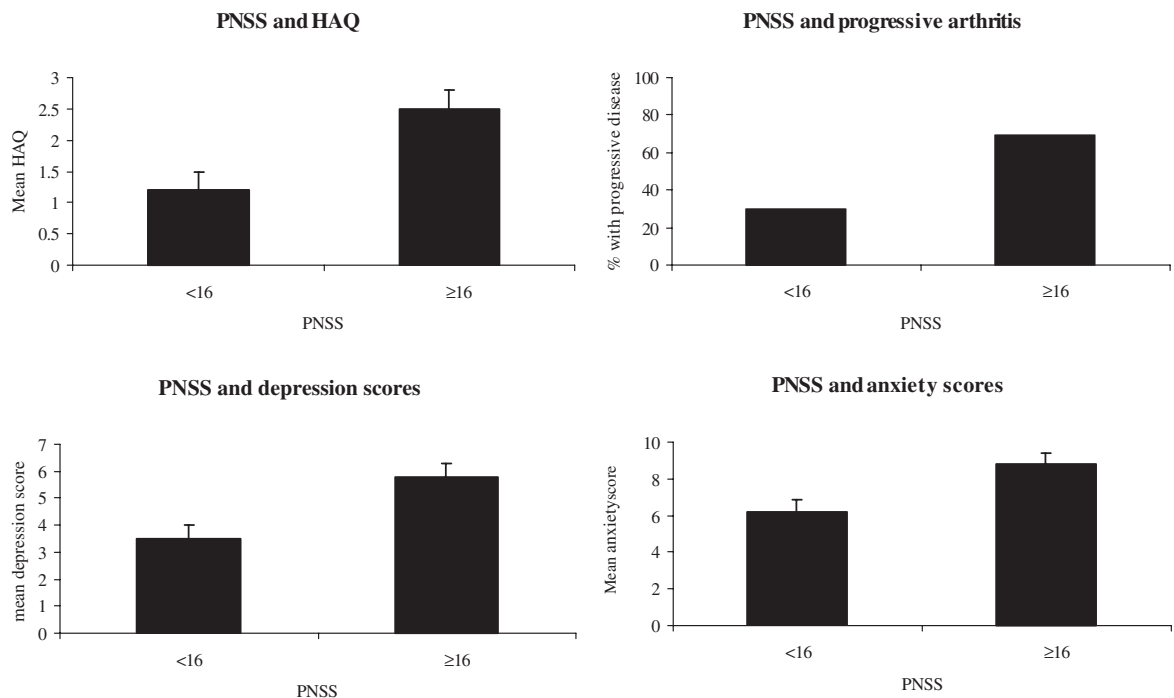 PNSS and HAQ
3
2.5
2
1.5
1
0.5
0
Mean HAQ
<16
≥16
PNSS
PNSS and progressive arthritis
100
80
60
40
20
0
% with progressive disease
<16
≥16
PNSS
PNSS and depression scores
7
6
5
4
3
2
1
0
mean depression score
<16
≥16
PNSS
PNSS and anxiety scores
10
8
6
4
2
0
Mean anxietyscore
<16
≥16
PNSS